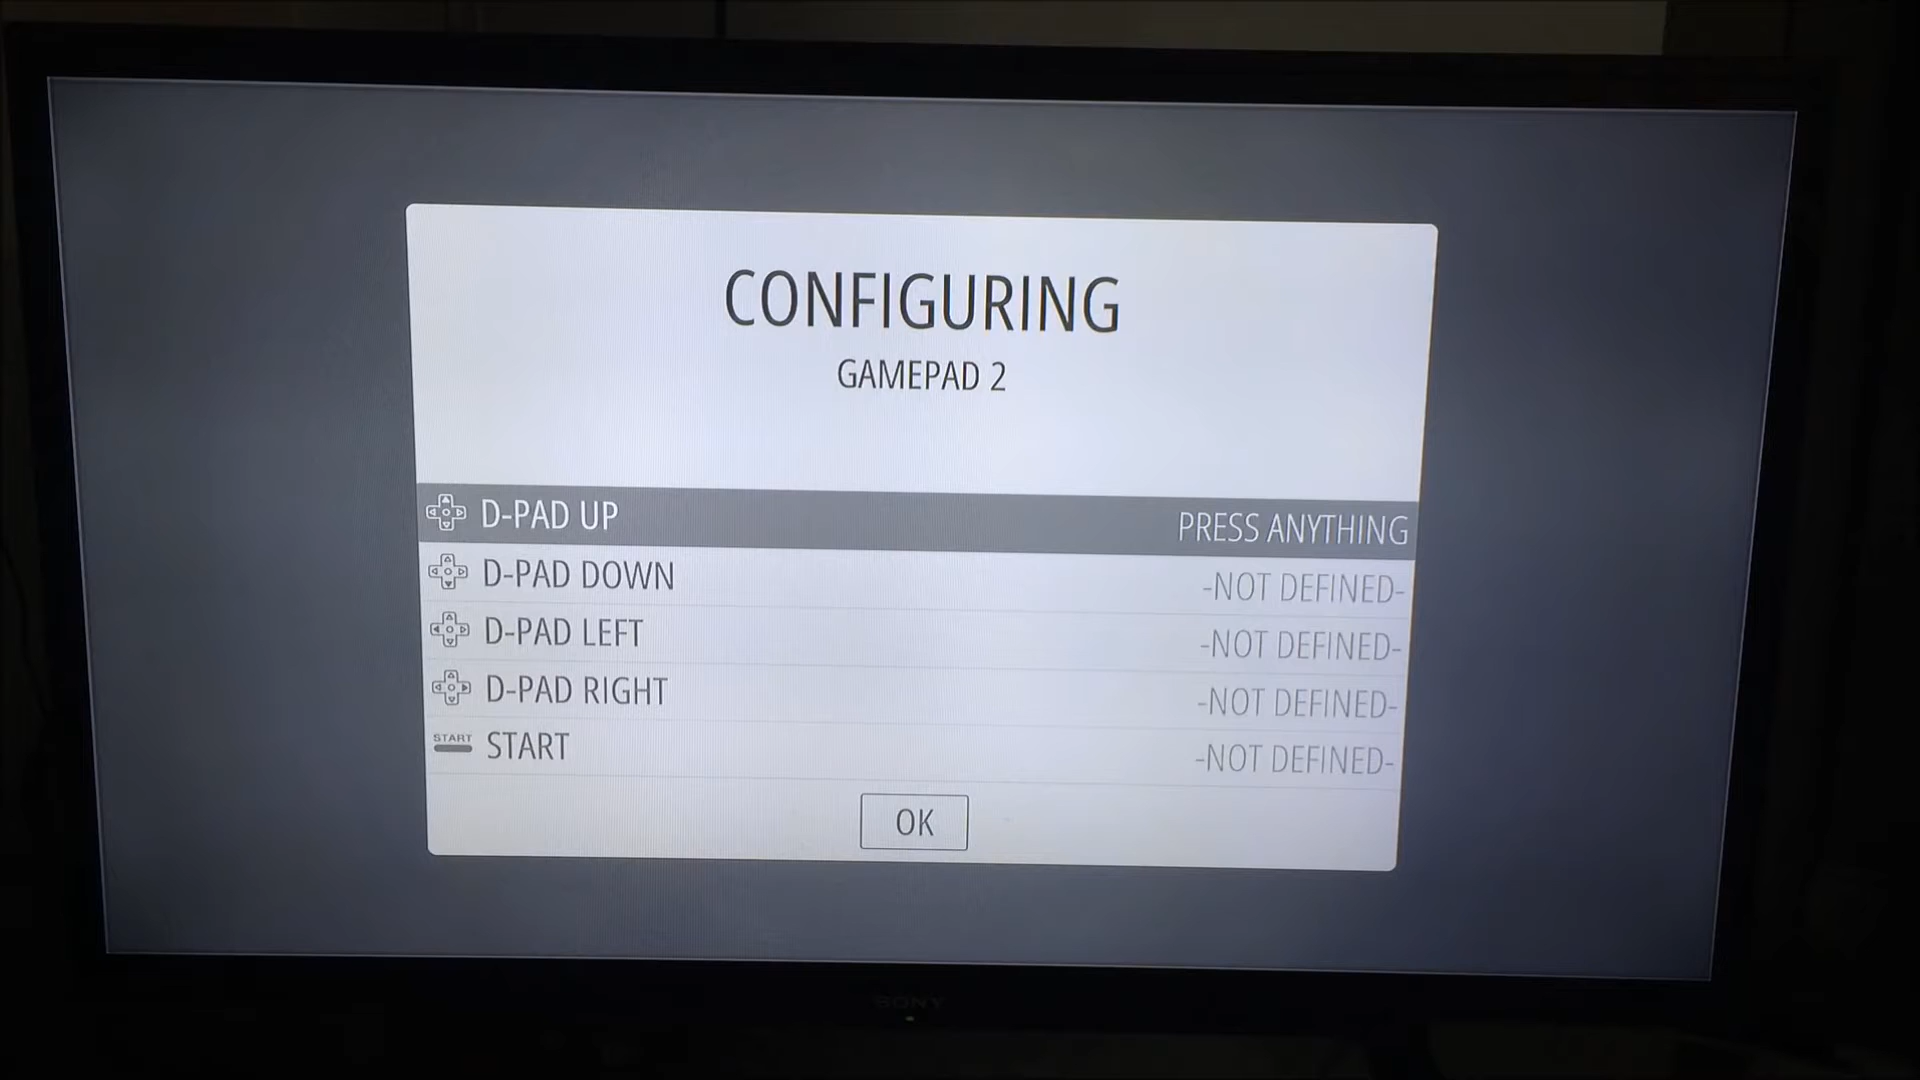 CONFIGURING
GAMEPAD 2
D-PAD UP PRESS ANYTHING
D-PAD DOWN -NOT DEFINED-
D-PAD LEFT -NOT DEFINED-
D-PAD RIGHT -NOT DEFINED-
START START -NOT DEFINED-
OK
SONY